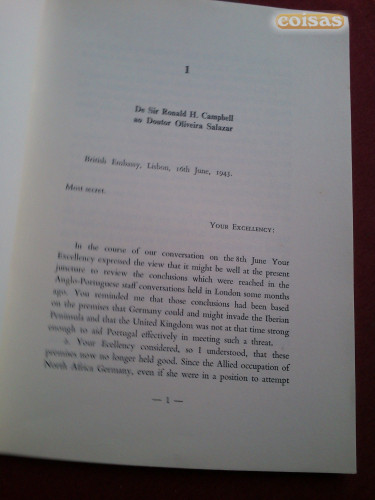 coisas
I
De Sir Ronald H. Campbell
ao Doutor Oliveira Salazar
British Embassy, Lisbon, 16th June, 1943.
Most secret.
YOUR EXCELLENCY:
In the course of our conversation on the 8th June Your
Excellency expressed the view that it might be well at the present
juncture to review the conclusions which were reached in the
Anglo-Portuguese staff conversations held in London some months
ago. You reminded me that those conclusions had been based
on the premises that Germany could and might invade the Iberian
Peninsula and that the United Kingdom was not at that time strong
enough to aid Portugal effectively in meeting such a threat.
2. Your Ecellency considered, so I understood, that these
premises now no longer held good. Since the Allied occupation of
North Africa Germany, even if she were in a position to attempt
— 1 —